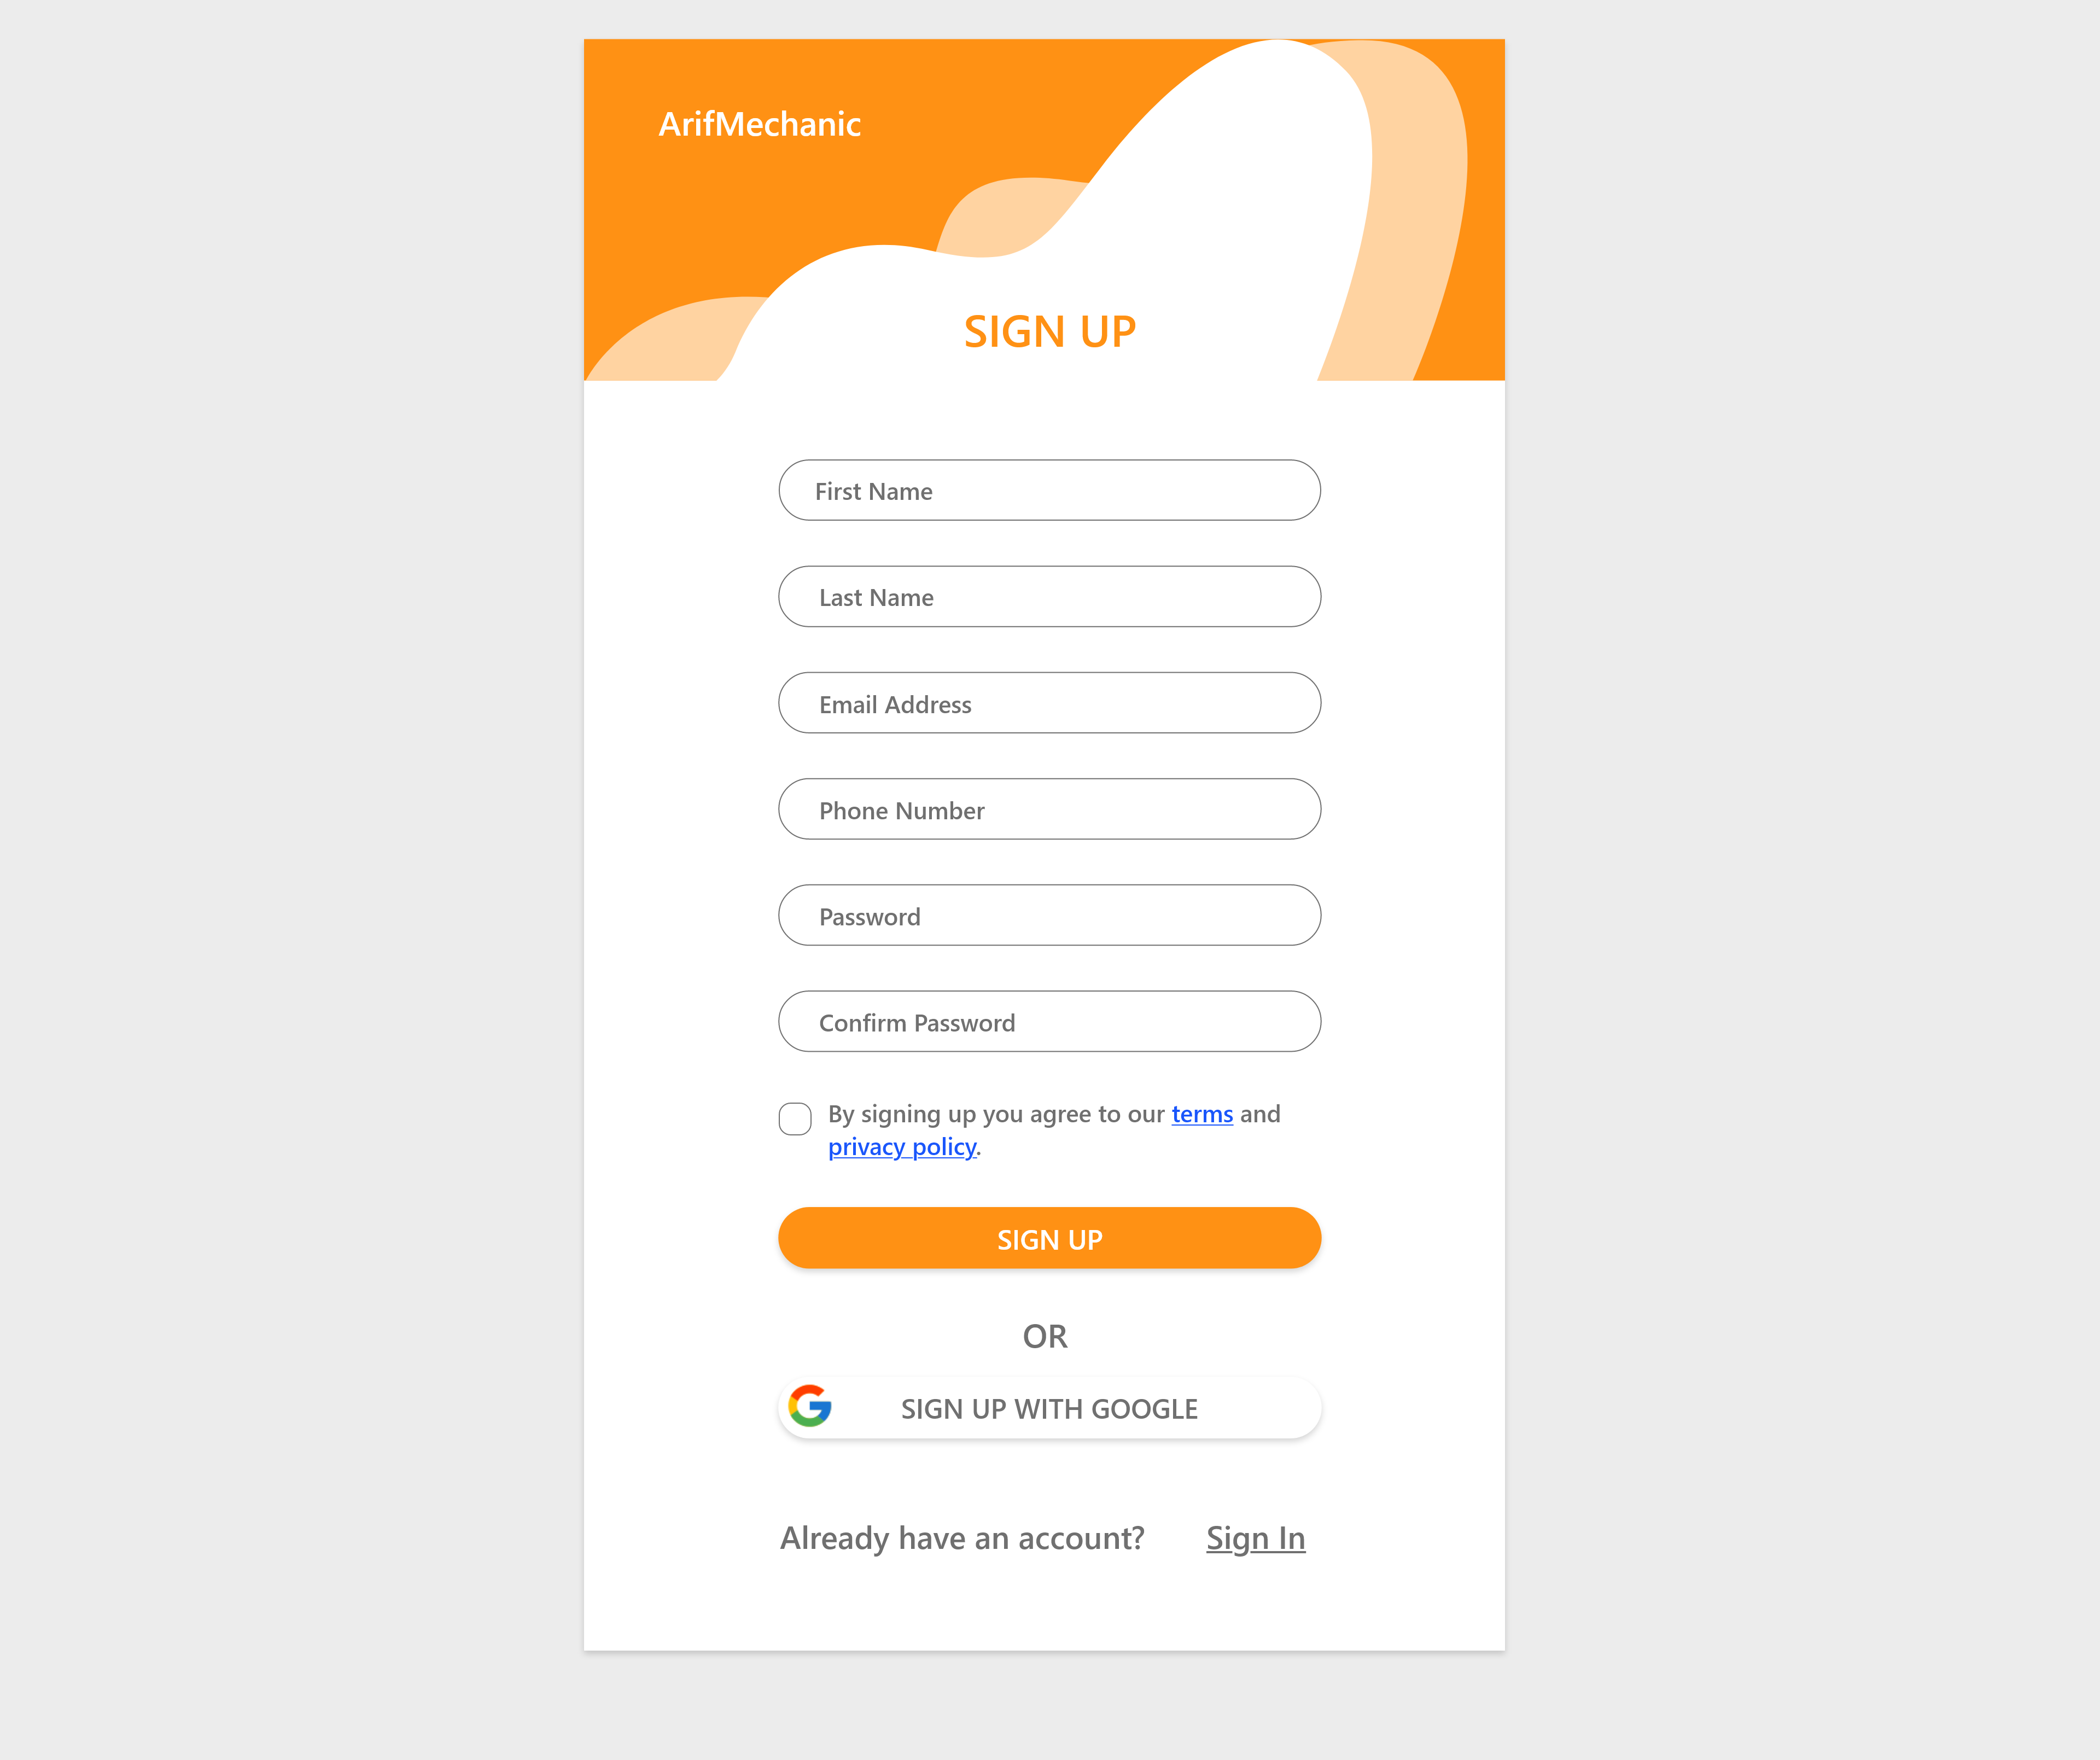 ArifMechanic
SIGN UP
First Name
Last Name
Email Address
Phone Number
Password
Confirm Password
By signing up you agree to our terms and
privacy policy.
SIGN UP
OR
SIGN UP WITH GOOGLE
Already have an account? Sign In